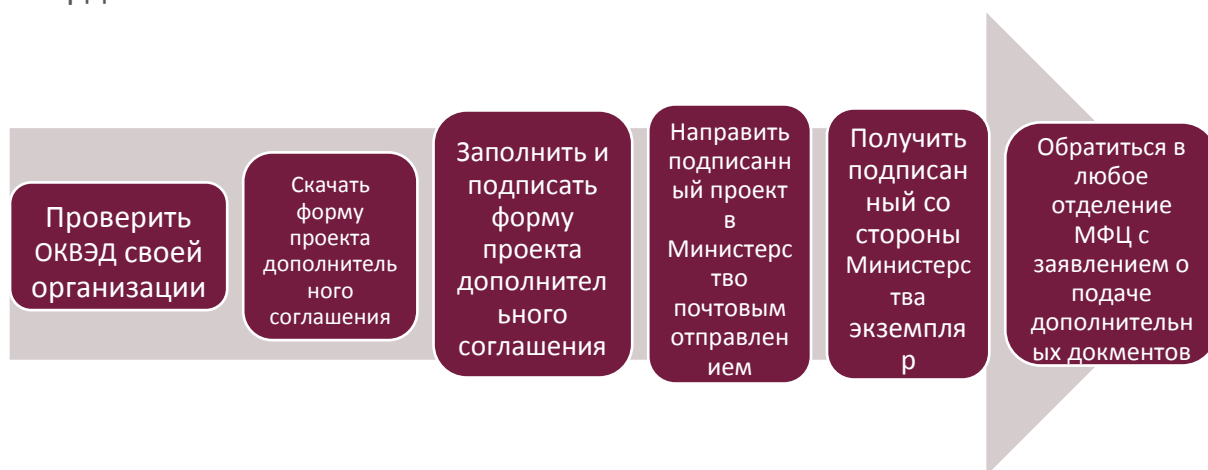 Проверить
ОКВЭД своей
организации
Скачать
форму
проекта
дополнитель
ного
соглашения
Заполнить и
подписать
форму
проекта
дополнител
ьного
соглашения
Направить
подписанн
ый проект
в
Министерс
тво
почтовым
отправлен
ием
Получить
подписан
ный со
стороны
Министерс
тва
экземпля
р
Обратиться в
любое
отделение
МФЦ с
заявлением о
подаче
дополнительн
ых докментов